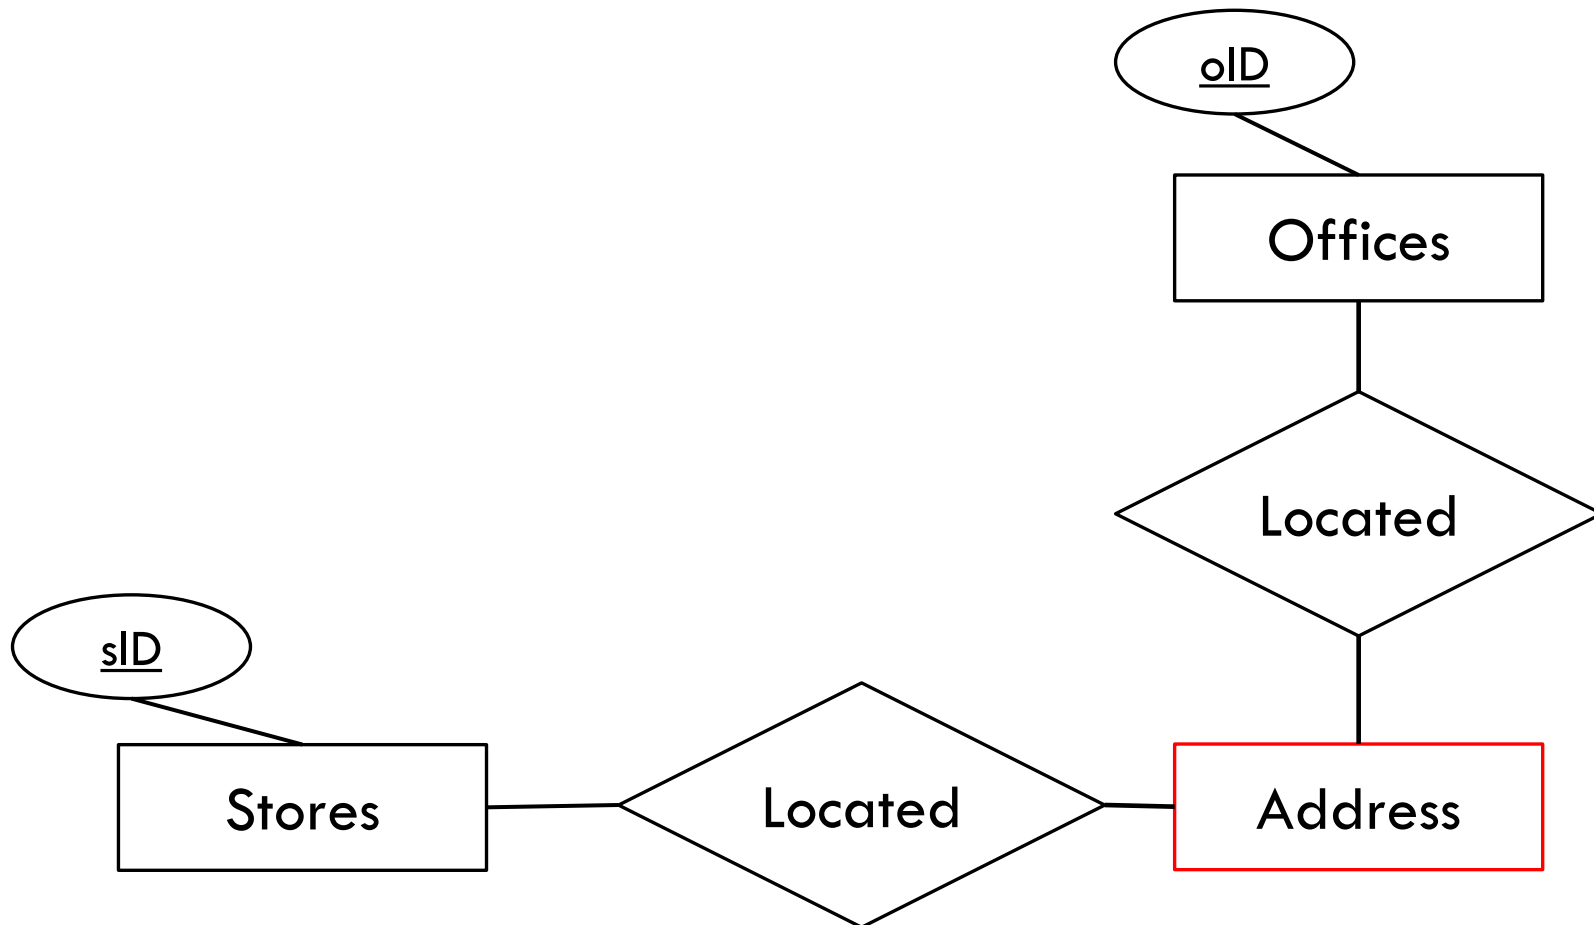 oID
Offices
Located
sID
Stores
Located
Address